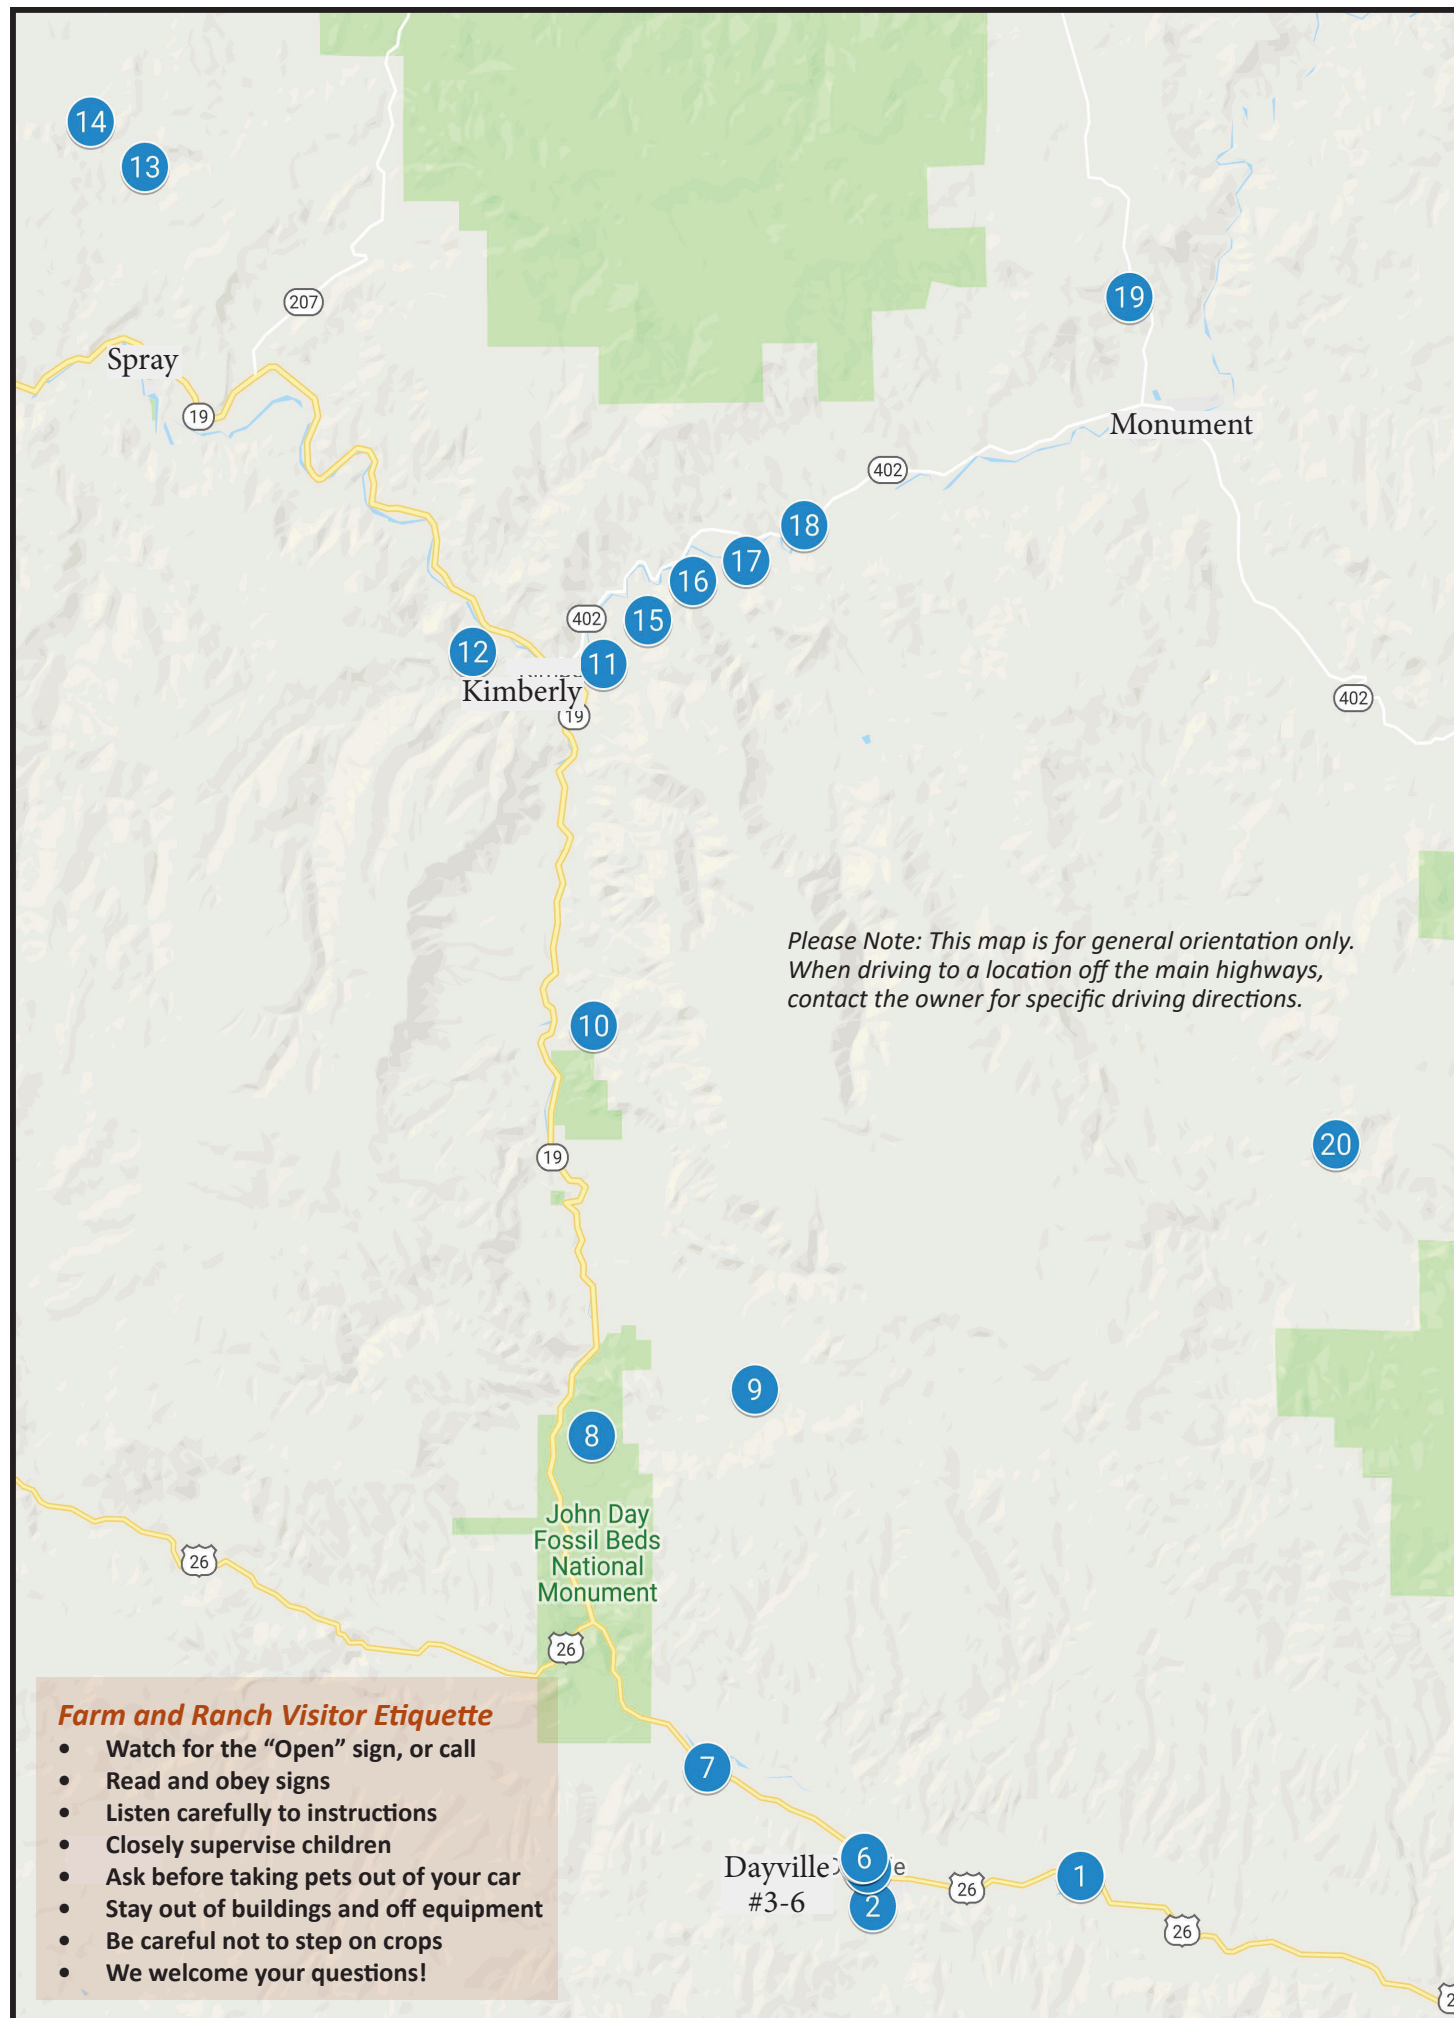 14
13
207
19
Spray
19
Monument
402
18
17
16
402
15
12
11
Kimberly
19
402
Please Note: This map is for general orientation only.
When driving to a location off the main highways,
contact the owner for specific driving directions.
10
20
19
9
8
John Day
Fossil Beds
National
Monument
26
26
Farm and Ranch Visitor Etiquette
• Watch for the “Open” sign, or call
• Read and obey signs
• Listen carefully to instructions
• Closely supervise children
• Ask before taking pets out of your car
• Stay out of buildings and off equipment
• Be careful not to step on crops
• We welcome your questions!
7
6
Dayville
#3-6
2
26
1
26